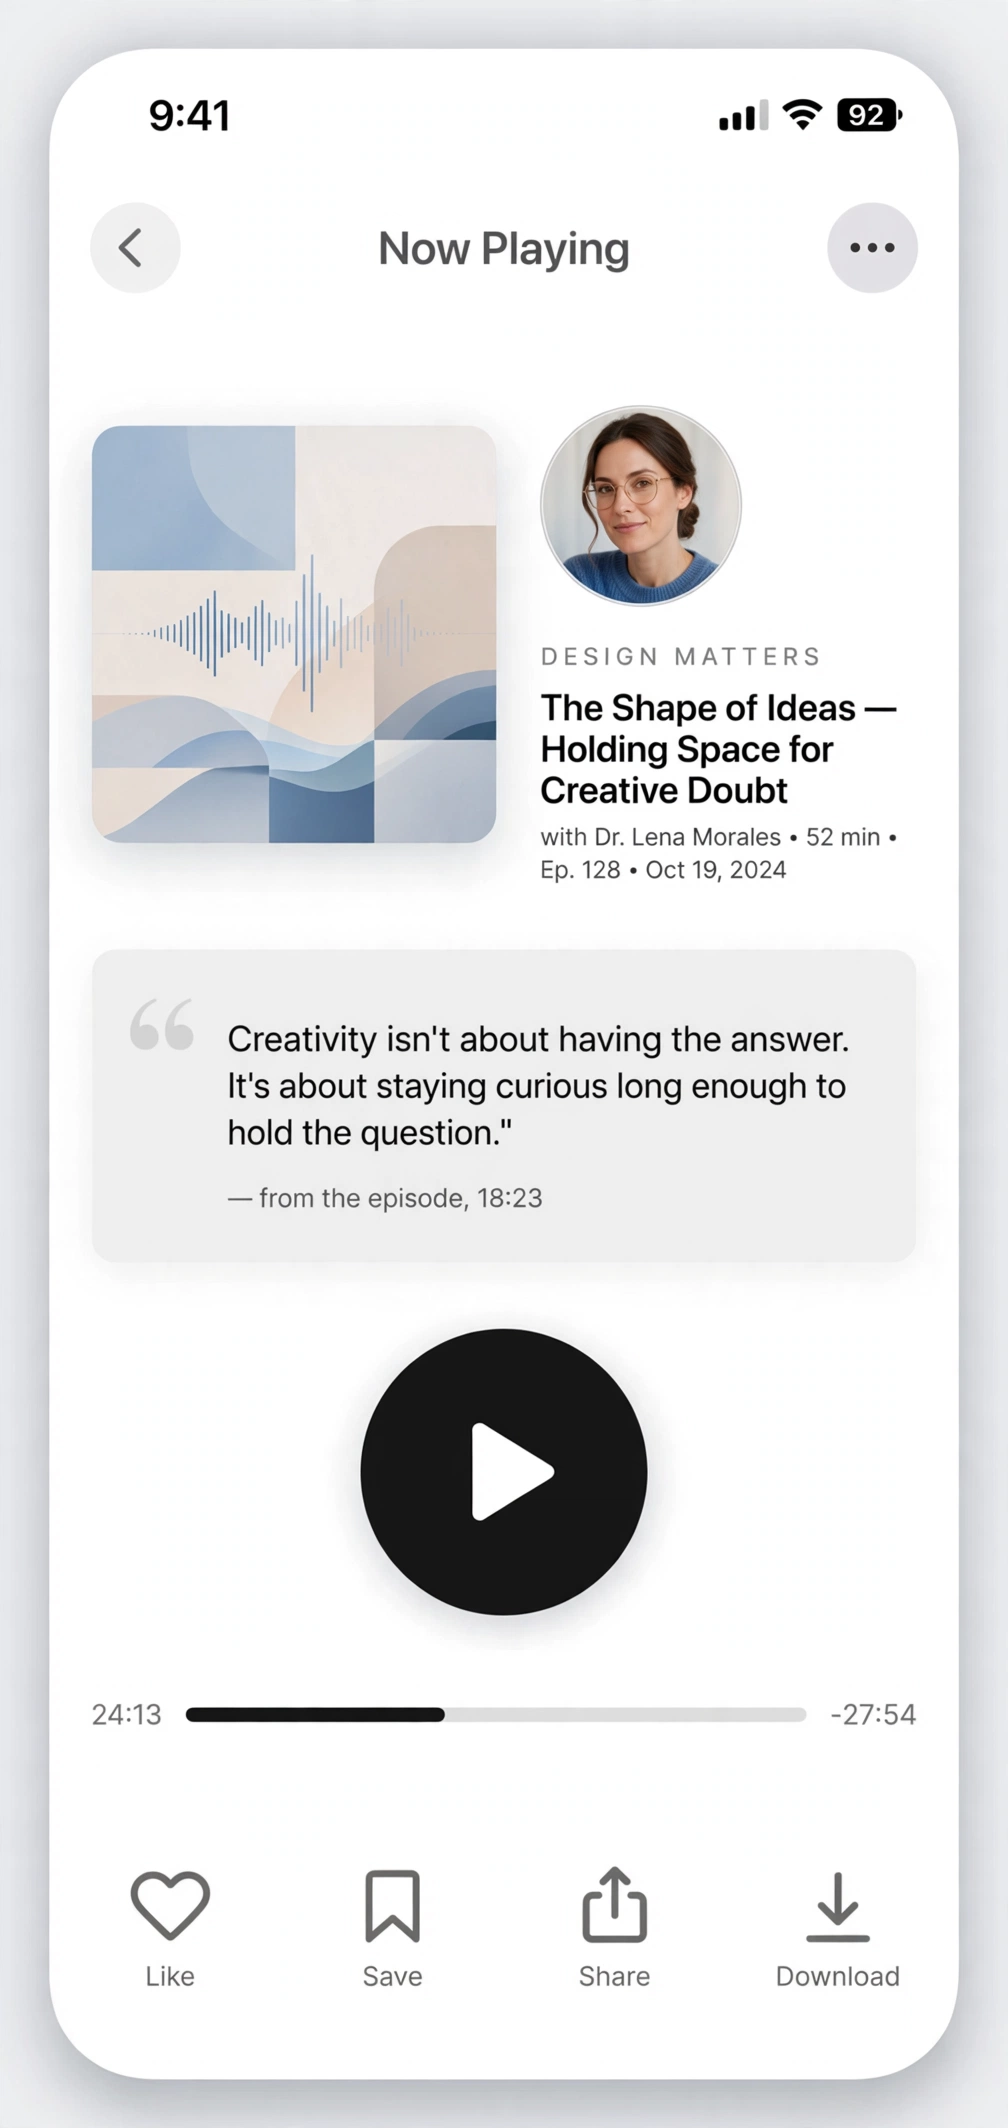 9:41
92
Now Playing
DESIGN MATTERS
The Shape of Ideas —
Holding Space for
Creative Doubt
with Dr. Lena Morales • 52 min •
Ep. 128 • Oct 19, 2024
“
Creativity isn't about having the answer.
It's about staying curious long enough to
hold the question."
— from the episode, 18:23
24:13
-27:54
Like
Save
Share
Download